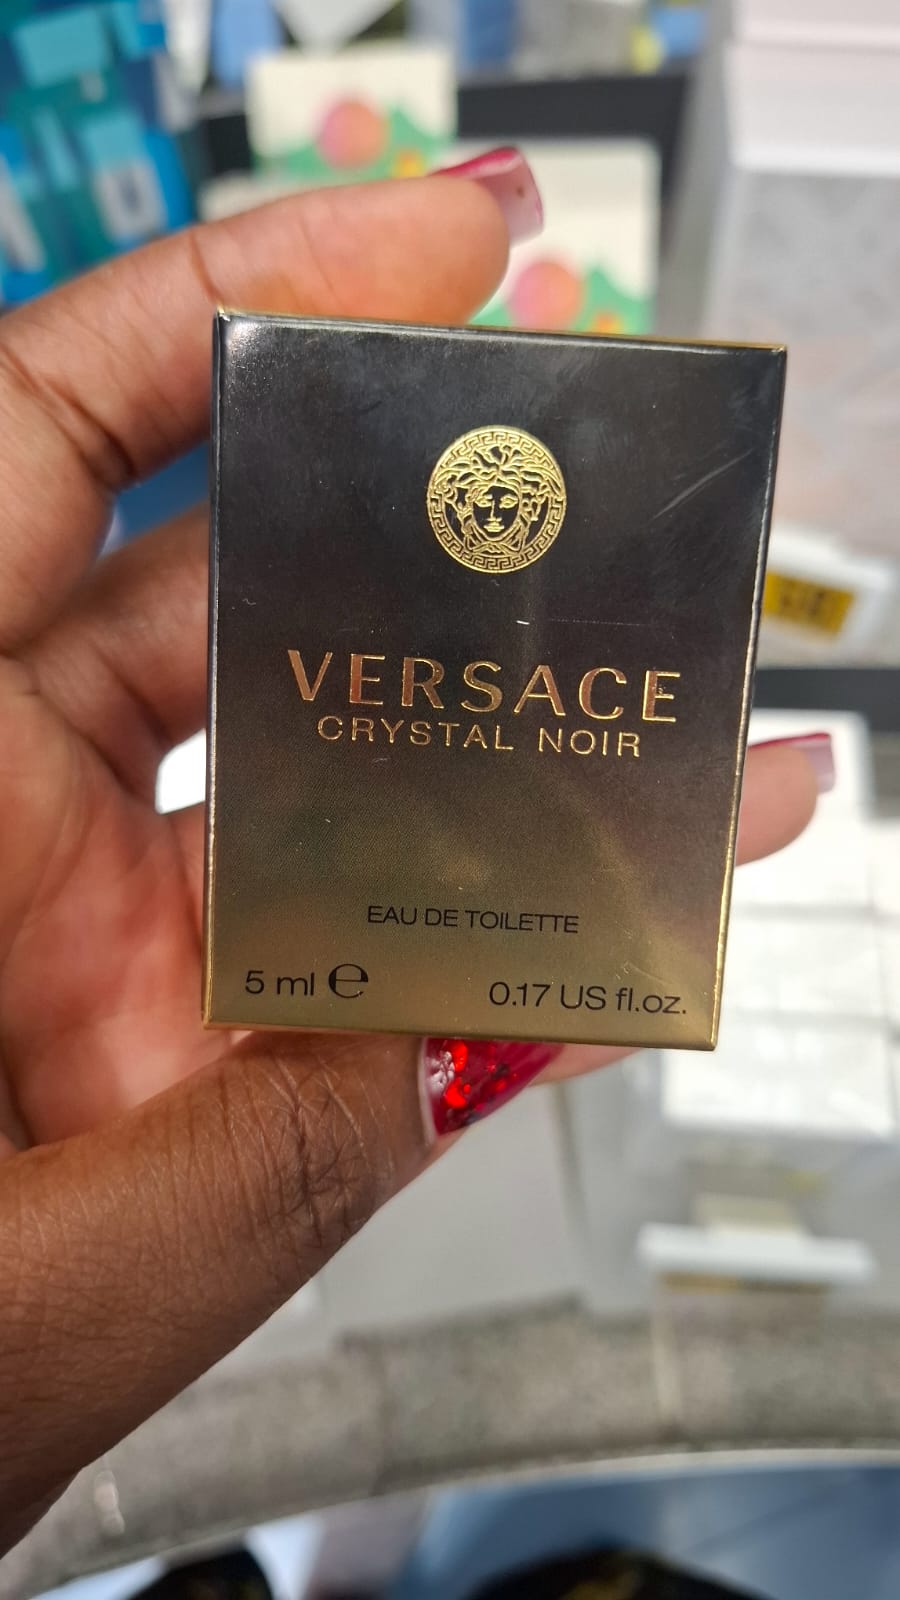 VERSACE
CRYSTAL NOIR
EAU DE TOILETTE
5 ml ℮
0.17 US fl.oz.